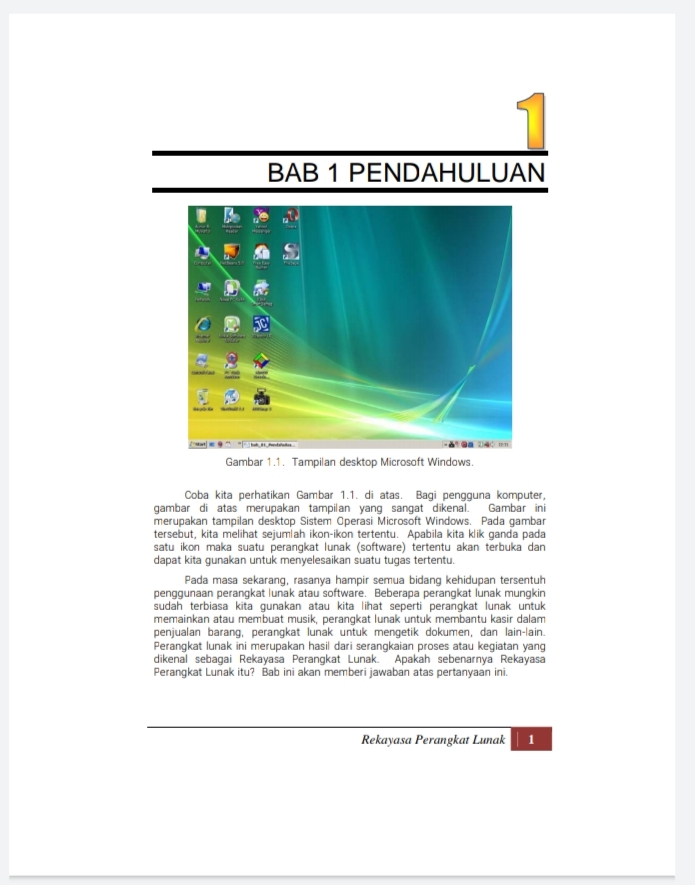 1
BAB 1 PENDAHULUAN
Gambar 1.1. Tampilan desktop Microsoft Windows.
Coba kita perhatikan Gambar 1.1. di atas. Bagi pengguna komputer,
gambar di atas merupakan tampilan yang sangat dikenal. Gambar ini
merupakan tampilan desktop Sistem Operasi Microsoft Windows. Pada gambar
tersebut, kita melihat sejumlah ikon-ikon tertentu. Apabila kita klik ganda pada
satu ikon maka suatu perangkat lunak (software) tertentu akan terbuka dan
dapat kita gunakan untuk menyelesaikan suatu tugas tertentu.
Pada masa sekarang, rasanya hampir semua bidang kehidupan tersentuh
penggunaan perangkat lunak atau software. Beberapa perangkat lunak mungkin
sudah terbiasa kita gunakan atau kita lihat seperti perangkat lunak untuk
memainkan atau membuat musik, perangkat lunak untuk membantu kasir dalam
penjualan barang, perangkat lunak untuk mengetik dokumen, dan lain-lain.
Perangkat lunak ini merupakan hasil dari serangkaian proses atau kegiatan yang
dikenal sebagai Rekayasa Perangkat Lunak. Apakah sebenarnya Rekayasa
Perangkat Lunak itu? Bab ini akan memberi jawaban atas pertanyaan ini.
Rekayasa Perangkat Lunak 1